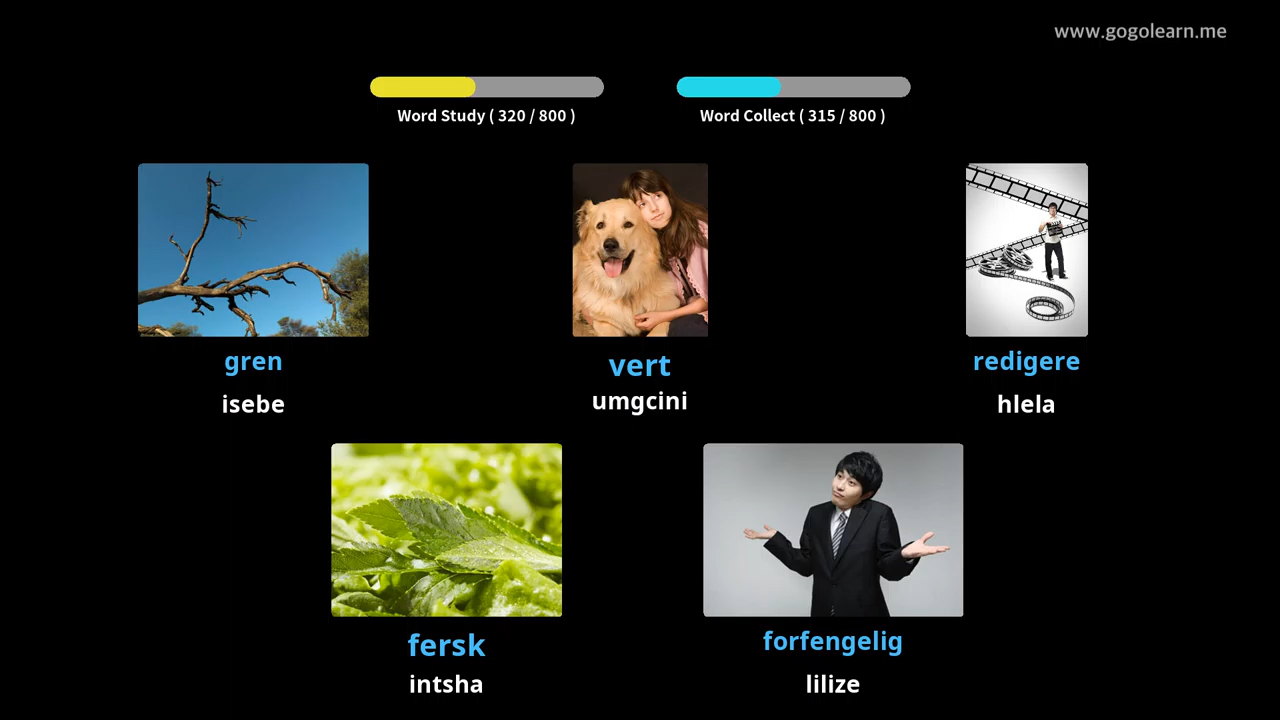 www.gogolearn.me
Word Study ( 320 / 800 )
Word Collect ( 315 / 800 )
gren
isebe
vert
umgcini
redigere
hlela
fersk
intsha
forfengelig
lilize